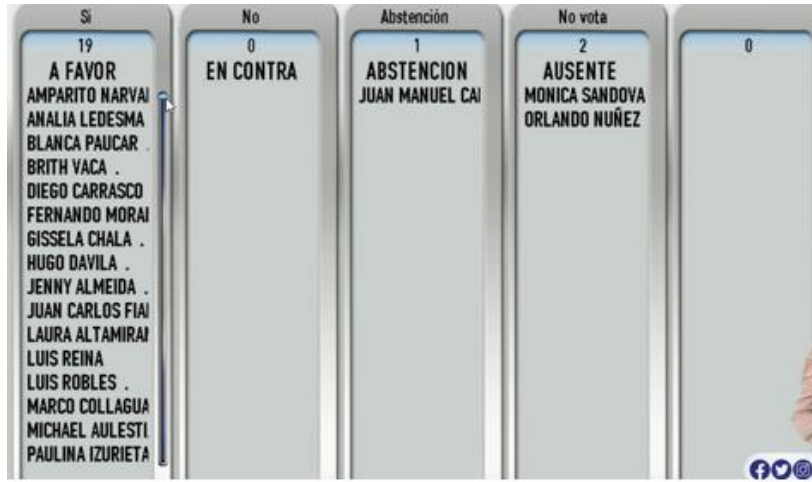 Si
19
A FAVOR
AMPARITO NARVAI
ANALIA LEDESMA
BLANCA PAUCAR .
BRITH VACA .
DIEGO CARRASCO
FERNANDO MORAI
GISSELA CHALA .
HUGO DAVILA .
JENNY ALMEIDA .
JUAN CARLOS FIAI
LAURA ALTAMIRAI
LUIS REINA
LUIS ROBLES .
MARCO COLLAGUA
MICHAEL AULESTI
PAULINA IZURIETA
No
0
EN CONTRA
Abstención
1
ABSTENCION
JUAN MANUEL CAI
No vota
2
AUSENTE
MONICA SANDOVA
ORLANDO NUÑEZ
0